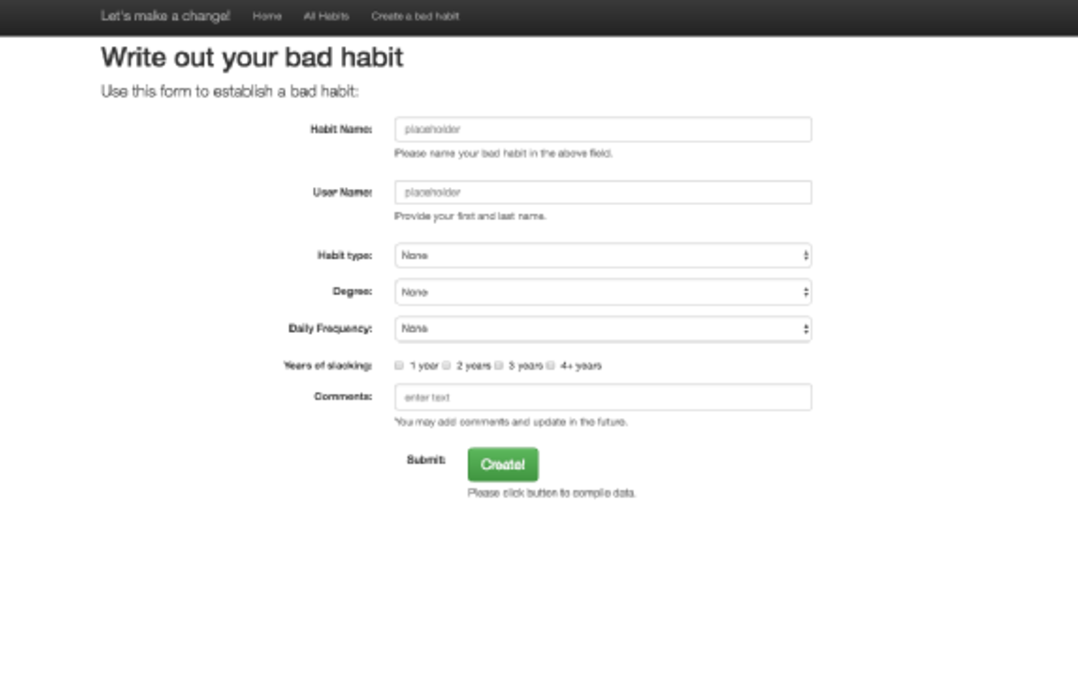 Let's make a change! Home All Habits Create a bad habit
Write out your bad habit
Use this form to establish a bad habit:
Habit Name: placeholder
Please name your bad habit in the above field.
User Name: placeholder
Provide your first and last name.
Habit type: None
Degree: None
Daily Frequency: None
Years of slacking: 1 year 2 years 3 years 4+ years
Comments: enter text
You may add comments and update in the future.
Submit: Create!
Please click button to compile data.